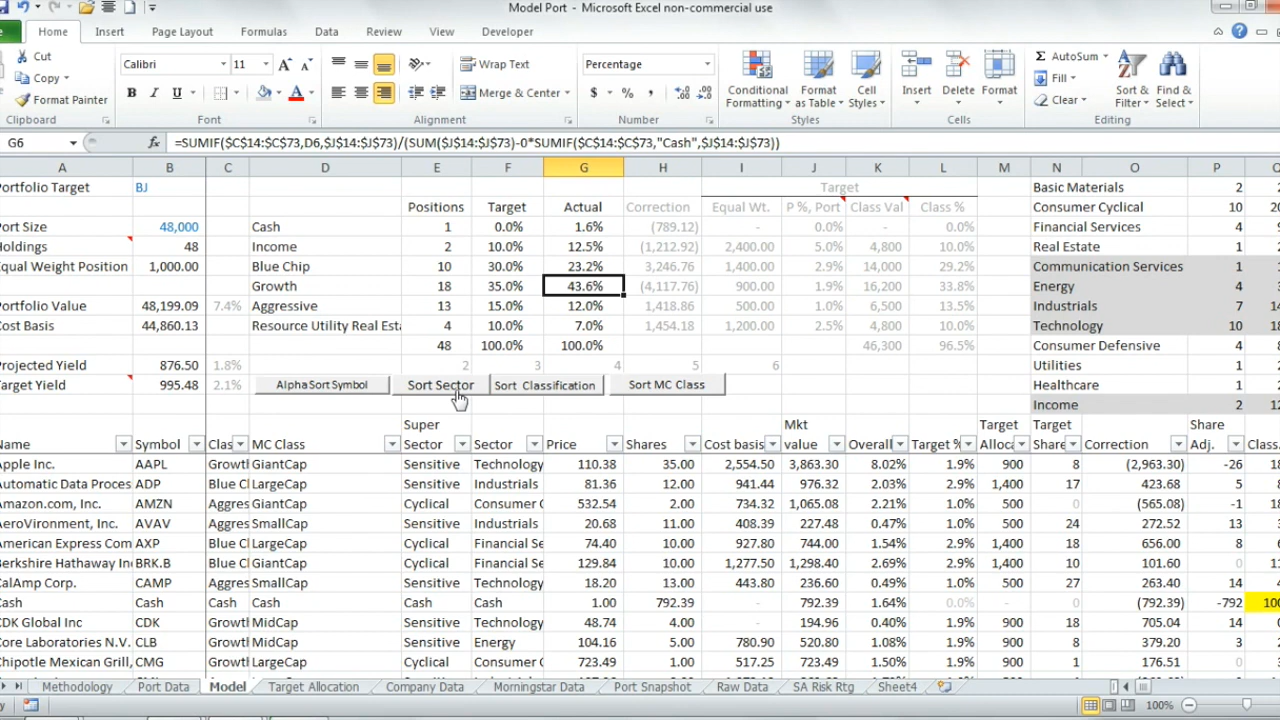 Model Port - Microsoft Excel non-commercial use
Home Insert Page Layout Formulas Data Review View Developer
Cut
Copy
Format Painter
Calibri 11
B I U
Wrap Text
Merge & Center
Percentage
$ % ,
Conditional Formatting
Format as Table
Cell Styles
Insert Delete Format
AutoSum
Fill
Clear
Sort & Filter
Find & Select
Clipboard Font Alignment Number Styles Cells Editing
G6 fx =SUMIF($C$14:$C$73,D6,$J$14:$J$73)/(SUM($J$14:$J$73)-0*SUMIF($C$14:$C$73,"Cash",$J$14:$J$73))
A B C D E F G H I J K L M N O P Q
Portfolio Target BJ Target Basic Materials 2
Positions Target Actual Correction Equal Wt. P %, Port Class Val Class % Consumer Cyclical 10 20
Port Size 48,000 Cash 1 0.0% 1.6% (789.12) - 0.0% - 0.0% Financial Services 4 9
Holdings 48 Income 2 10.0% 12.5% (1,212.92) 2,400.00 5.0% 4,800 10.0% Real Estate 1 2
Equal Weight Position 1,000.00 Blue Chip 10 30.0% 23.2% 3,246.76 1,400.00 2.9% 14,000 29.2% Communication Services 1 3
Growth 18 35.0% 43.6% (4,117.76) 900.00 1.9% 16,200 33.8% Energy 4 3
Portfolio Value 48,199.09 7.4% Aggressive 13 15.0% 12.0% 1,418.86 500.00 1.0% 6,500 13.5% Industrials 7 14
Cost Basis 44,860.13 Resource Utility Real Esta 4 10.0% 7.0% 1,454.18 1,200.00 2.5% 4,800 10.0% Technology 10 18
48 100.0% 100.0% 46,300 96.5% Consumer Defensive 4
Projected Yield 876.50 1.8% 2 3 4 5 6 Utilities 1 2
Target Yield 995.48 2.1% Alpha Sort Symbol Sort Sector Sort Classification Sort MC Class Healthcare 1 2
Income 2 12
Super Mkt Target Target Share
Name Symbol Clas MC Class Sector Sector Price Shares Cost basis value Overall Target % Alloca Share Correction Adj. Class
Apple Inc. AAPL Growth GiantCap Sensitive Technology 110.38 35.00 2,554.50 3,863.30 8.02% 1.9% 900 8 (2,963.30) -26 4
Automatic Data Proces ADP Blue Cl LargeCap Sensitive Industrials 81.36 12.00 941.44 976.32 2.03% 2.9% 1,400 17 423.68 5 8
Amazon.com, Inc. AMZN Aggres GiantCap Cyclical Consumer C 532.54 2.00 734.32 1,065.08 2.21% 1.0% 500 0 (565.08) -1 4
AeroVironment, Inc. AVAV Aggres SmallCap Sensitive Industrials 20.68 11.00 408.39 227.48 0.47% 1.0% 500 24 272.52 13 3
American Express Com AXP Blue Cl LargeCap Cyclical Financial Se 74.40 10.00 927.80 744.00 1.54% 2.9% 1,400 18 656.00 8 6
Berkshire Hathaway In BRK.B Blue Cl LargeCap Cyclical Financial Se 129.84 10.00 1,277.50 1,298.40 2.69% 2.9% 1,400 10 101.60 0 11
CalAmp Corp. CAMP Aggres SmallCap Sensitive Technology 18.20 13.00 443.80 236.60 0.49% 1.0% 500 27 263.40 14 4
Cash Cash Cash Cash Cash Cash 1.00 792.39 - 792.39 1.64% 0.0% - 0 (792.39) -792 100
CDK Global Inc CDK Growth MidCap Sensitive Technology 48.74 4.00 - 194.96 0.40% 1.9% 900 18 705.04 14 0
Core Laboratories N.V. CLB Growth MidCap Sensitive Energy 104.16 5.00 780.90 520.80 1.08% 1.9% 900 8 379.20 3 2
Chipotle Mexican Grill, CMG Growth MidCap Cyclical Consumer C 723.49 1.00 517.25 723.49 1.50% 1.9% 900 1 176.51 0 3
Methodology Port Data Model Target Allocation Company Data Morningstar Data Port Snapshot Raw Data SA Risk Rtg Sheet4
100%